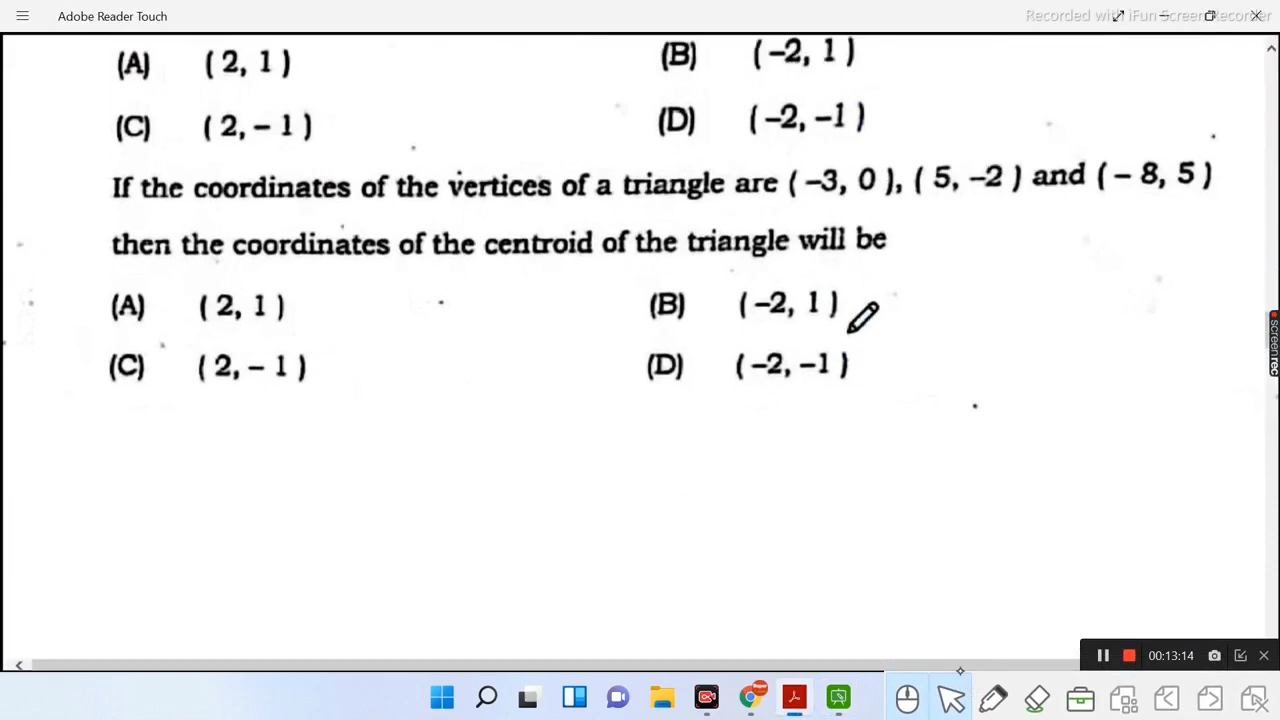 Adobe Reader Touch
Recorded with iFun Screen Recorder
(A) ( 2, 1 )
(B) ( –2, 1 )
(C) ( 2, – 1 )
(D) ( –2, –1 )
If the coordinates of the vertices of a triangle are ( –3, 0 ), ( 5, –2 ) and ( – 8, 5 )
then the coordinates of the centroid of the triangle will be
(A) ( 2, 1 )
(B) ( –2, 1 )
(C) ( 2, – 1 )
(D) ( –2, –1 )
screenrec
00:13:14